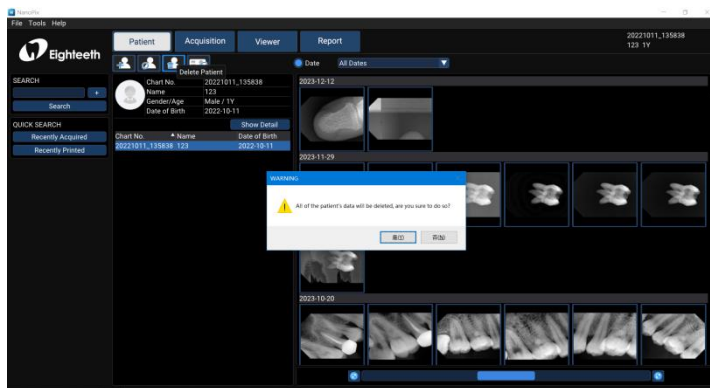 NanoPix
File Tools Help
Eighteeth
Patient
Acquisition
Viewer
Report
20221011_135838
123 1Y
Delete Patient
Date
All Dates
SEARCH
+
Search
QUICK SEARCH
Recently Acquired
Recently Printed
Chart No. 20221011_135838
Name 123
Gender/Age Male / 1Y
Date of Birth 2022-10-11
Show Detail
Chart No. Name Date of Birth
20221011_135838 123 2022-10-11
2023-12-12
2023-11-29
WARNING
All of the patient's data will be deleted, are you sure to do so?
是(Y)
否(N)
2023-10-20